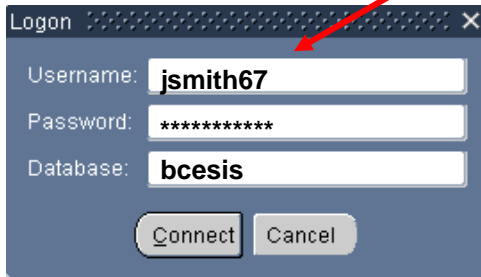 Logon
Username: jsmith67
Password: ***********
Database: bcesis
Connect Cancel